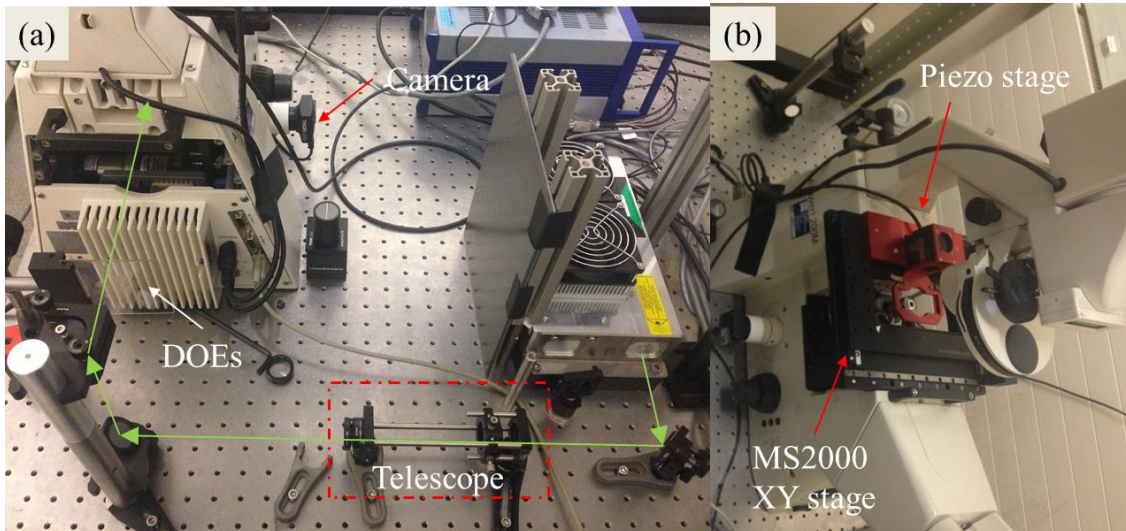 (a)
Camera
DOEs
Telescope
(b)
Piezo stage
MS2000
XY stage